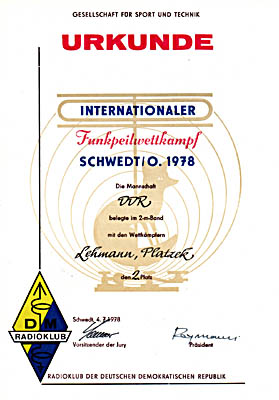 GESELLSCHAFT FÜR SPORT UND TECHNIK
URKUNDE
INTERNATIONALER
Funkpeilwettkampf
SCHWEDT/O. 1978
Die Mannschaft
DDR
belegte im 2-m-Band
mit den Wettkämpfern
Lehmann, Platzek
den 2. Platz
Schwedt, 4.7.1978
Vorsitzender der Jury
Präsident
DM
RADIOKLUB
RADIOKLUB DER DEUTSCHEN DEMOKRATISCHEN REPUBLIK